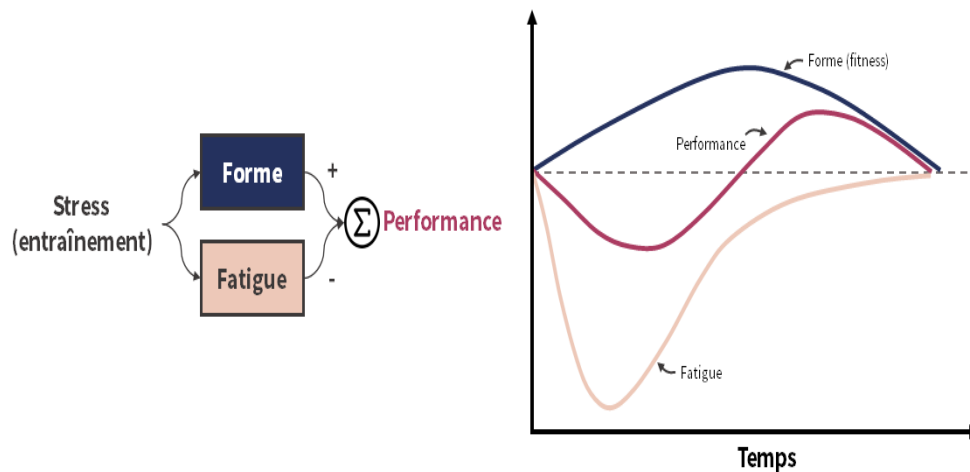 Stress
(entraînement)
Forme
Fatigue
+
-
Σ
Performance
Forme (fitness)
Performance
Fatigue
Temps